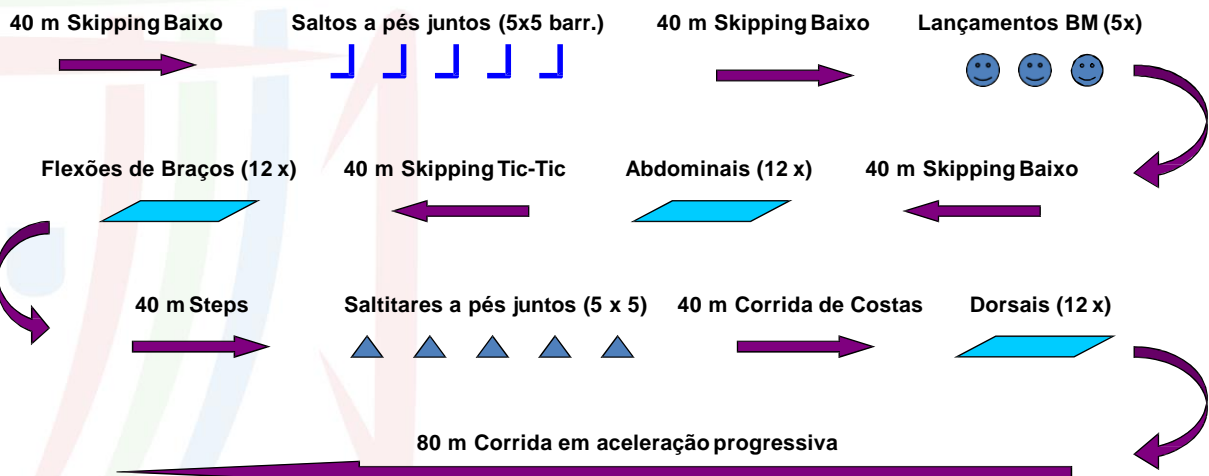 40 m Skipping Baixo
Saltos a pés juntos (5x5 barr.)
40 m Skipping Baixo
Lançamentos BM (5x)
Flexões de Braços (12 x)
40 m Skipping Tic-Tic
Abdominais (12 x)
40 m Skipping Baixo
40 m Steps
Saltitares a pés juntos (5 x 5)
40 m Corrida de Costas
Dorsais (12 x)
80 m Corrida em aceleração progressiva